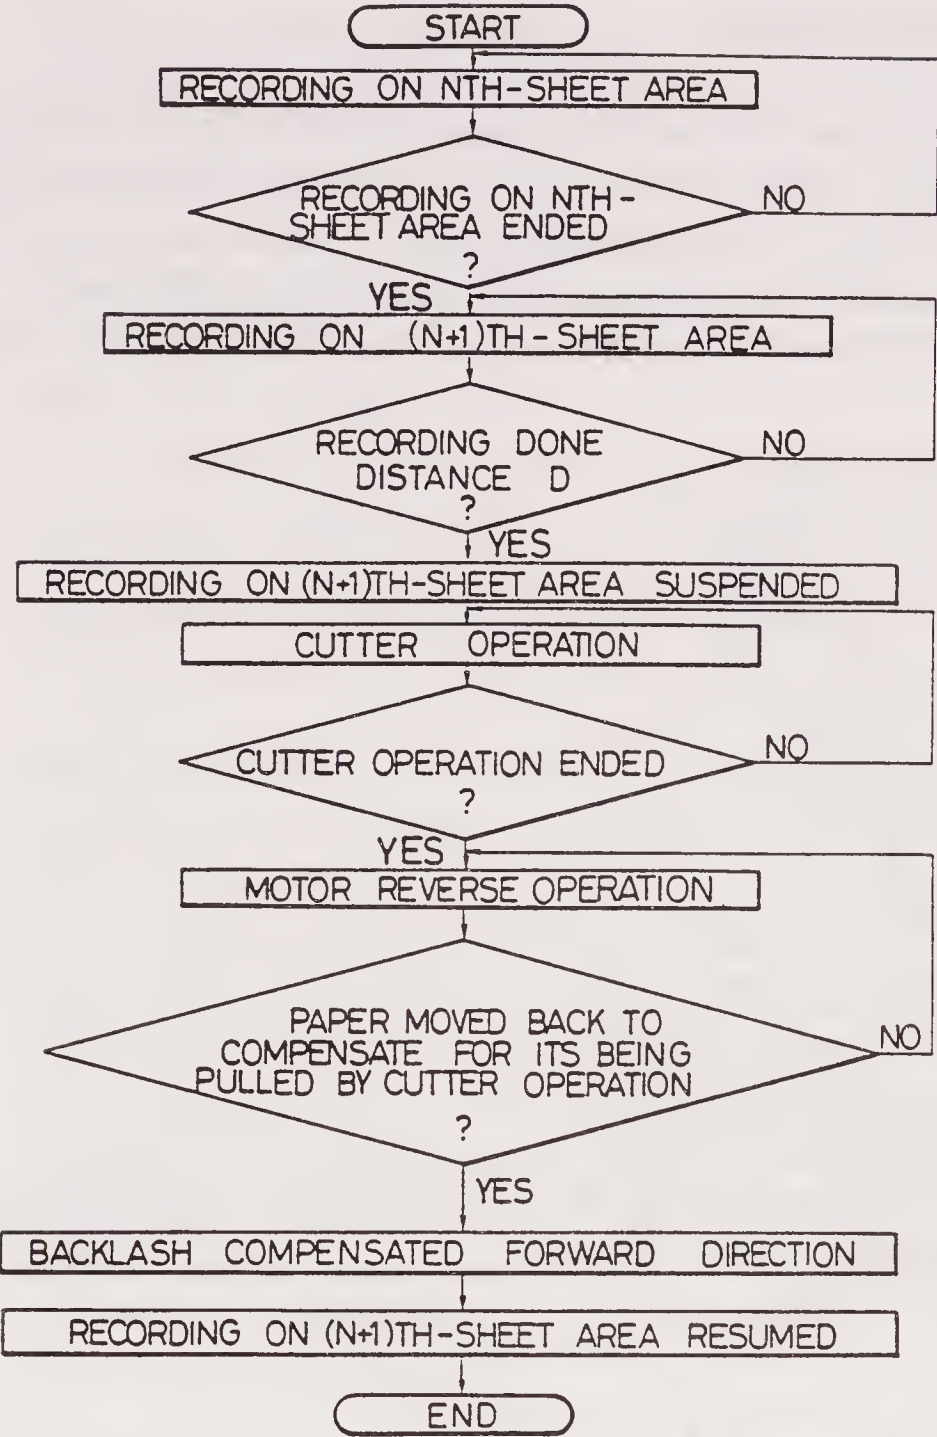 START
RECORDING ON NTH-SHEET AREA
RECORDING ON NTH-
SHEET AREA ENDED
?
NO
YES
RECORDING ON (N+1)TH-SHEET AREA
RECORDING DONE
DISTANCE D
?
NO
YES
RECORDING ON (N+1)TH-SHEET AREA SUSPENDED
CUTTER OPERATION
CUTTER OPERATION ENDED
?
NO
YES
MOTOR REVERSE OPERATION
PAPER MOVED BACK TO
COMPENSATE FOR ITS BEING
PULLED BY CUTTER OPERATION
?
NO
YES
BACKLASH COMPENSATED FORWARD DIRECTION
RECORDING ON (N+1)TH-SHEET AREA RESUMED
END